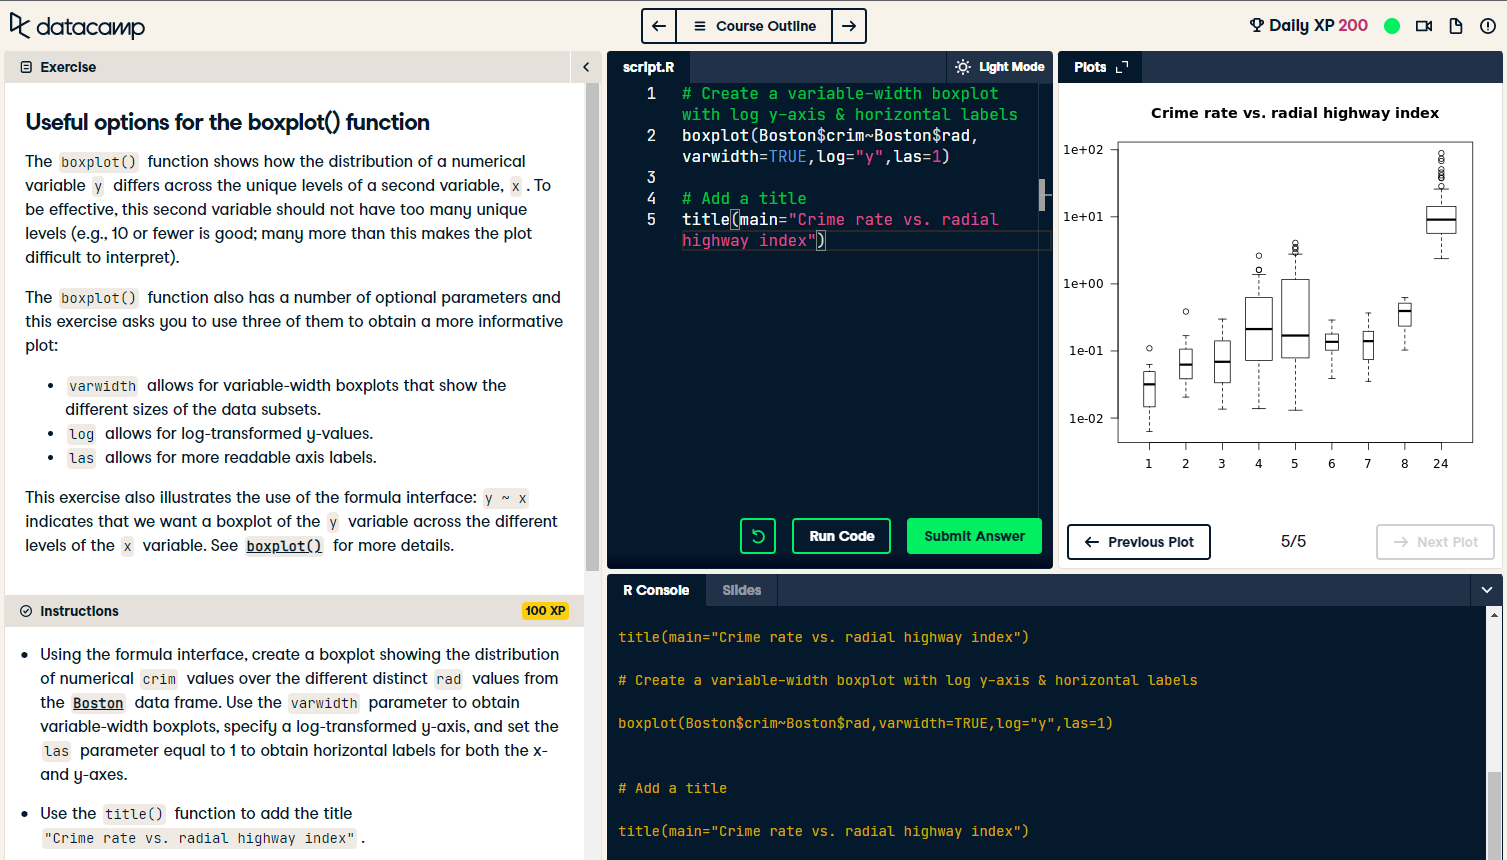 datacamp
Course Outline
Daily XP 200
Exercise
Useful options for the boxplot() function
The boxplot() function shows how the distribution of a numerical
variable y differs across the unique levels of a second variable, x . To
be effective, this second variable should not have too many unique
levels (e.g., 10 or fewer is good; many more than this makes the plot
difficult to interpret).
The boxplot() function also has a number of optional parameters and
this exercise asks you to use three of them to obtain a more informative
plot:
• varwidth allows for variable-width boxplots that show the
different sizes of the data subsets.
• log allows for log-transformed y-values.
• las allows for more readable axis labels.
This exercise also illustrates the use of the formula interface: y ~ x
indicates that we want a boxplot of the y variable across the different
levels of the x variable. See boxplot() for more details.
Instructions
100 XP
• Using the formula interface, create a boxplot showing the distribution
of numerical crim values over the different distinct rad values from
the Boston data frame. Use the varwidth parameter to obtain
variable-width boxplots, specify a log-transformed y-axis, and set the
las parameter equal to 1 to obtain horizontal labels for both the x-
and y-axes.
• Use the title() function to add the title
"Crime rate vs. radial highway index" .
script.R
Light Mode
1 # Create a variable-width boxplot
with log y-axis & horizontal labels
2 boxplot(Boston$crim~Boston$rad,
varwidth=TRUE,log="y",las=1)
3
4 # Add a title
5 title(main="Crime rate vs. radial
highway index")
Run Code
Submit Answer
Plots
Crime rate vs. radial highway index
1e+02
1e+01
1e+00
1e-01
1e-02
1 2 3 4 5 6 7 8 24
Previous Plot
5/5
Next Plot
R Console
Slides
title(main="Crime rate vs. radial highway index")
# Create a variable-width boxplot with log y-axis & horizontal labels
boxplot(Boston$crim~Boston$rad,varwidth=TRUE,log="y",las=1)
# Add a title
title(main="Crime rate vs. radial highway index")